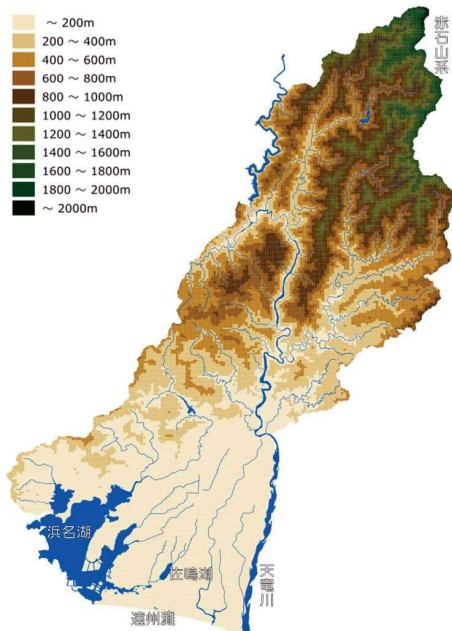 ～ 200m
200 ～ 400m
400 ～ 600m
600 ～ 800m
800 ～ 1000m
1000 ～ 1200m
1200 ～ 1400m
1400 ～ 1600m
1600 ～ 1800m
1800 ～ 2000m
～ 2000m
赤石山系
浜名湖
佐鳴湖
天竜川
遠州灘